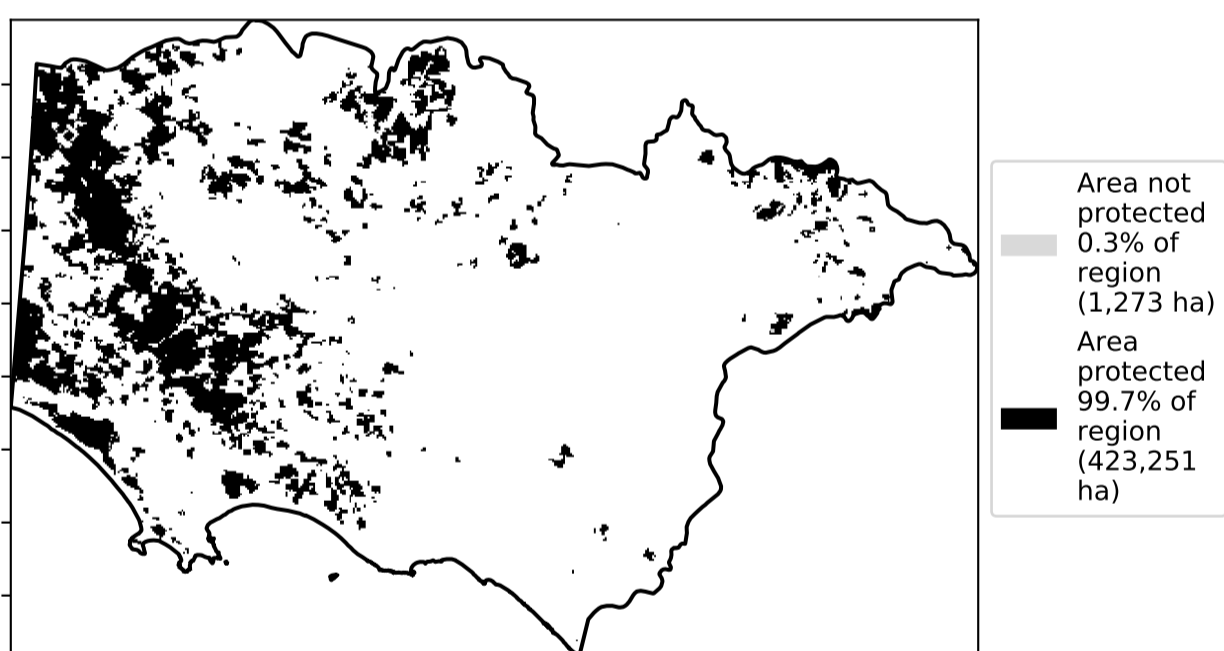 Area not
protected
0.3% of
region
(1,273 ha)
Area
protected
99.7% of
region
(423,251
ha)